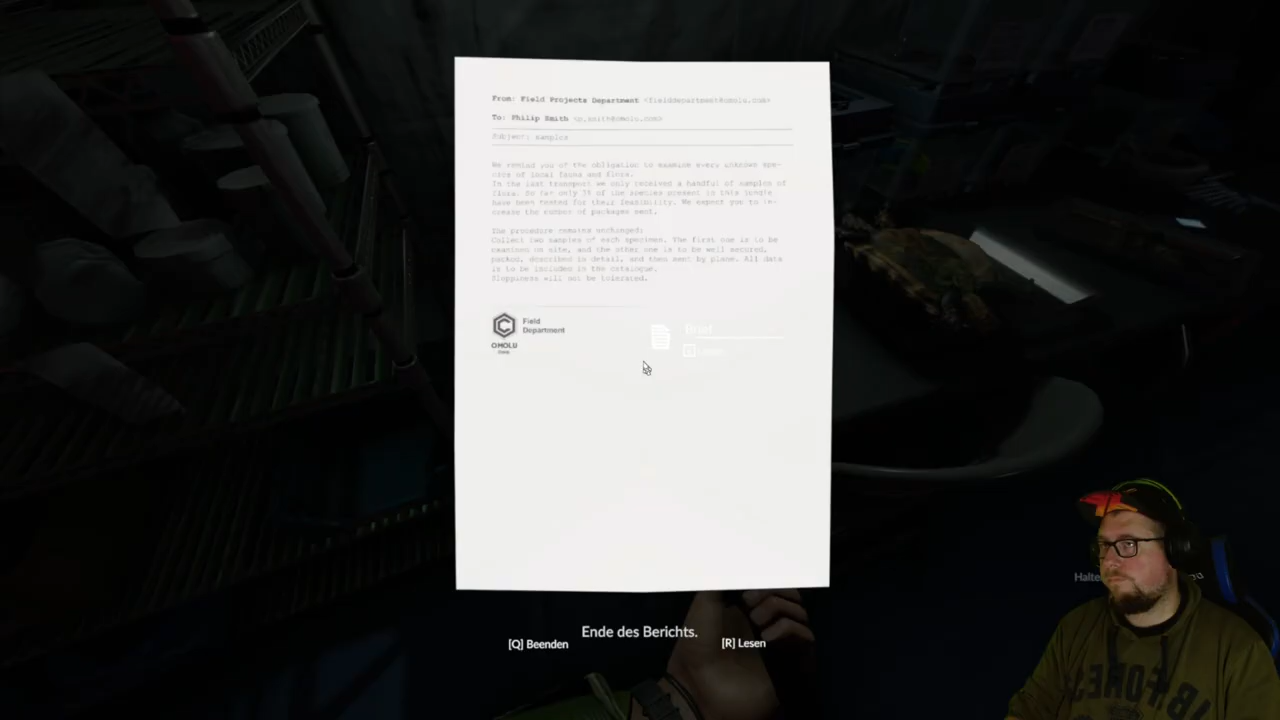 From: Field Projects Department <fielddepartment@omolu.com>
To: Philip Smith <p.smith@omolu.com>
Subject: samples
We remind you of the obligation to examine every unknown spe-
cies of local fauna and flora.
In the last transport we only received a handful of samples of
flora. So far only of the species present in this jungle
have been tested for their feasibility. We expect you to in-
crease the number of packages sent.
The procedure remains unchanged:
Collect two samples of each specimen. The first one is to be
examined on site, and the other one is to be well secured,
packed, described in detail, and then sent by plane. All data
is to be included in the catalogue.
Sloppiness will not be tolerated.
Field
Department
OMOLU
Brief
Ende des Berichts.
[Q] Beenden
[R] Lesen
Halte